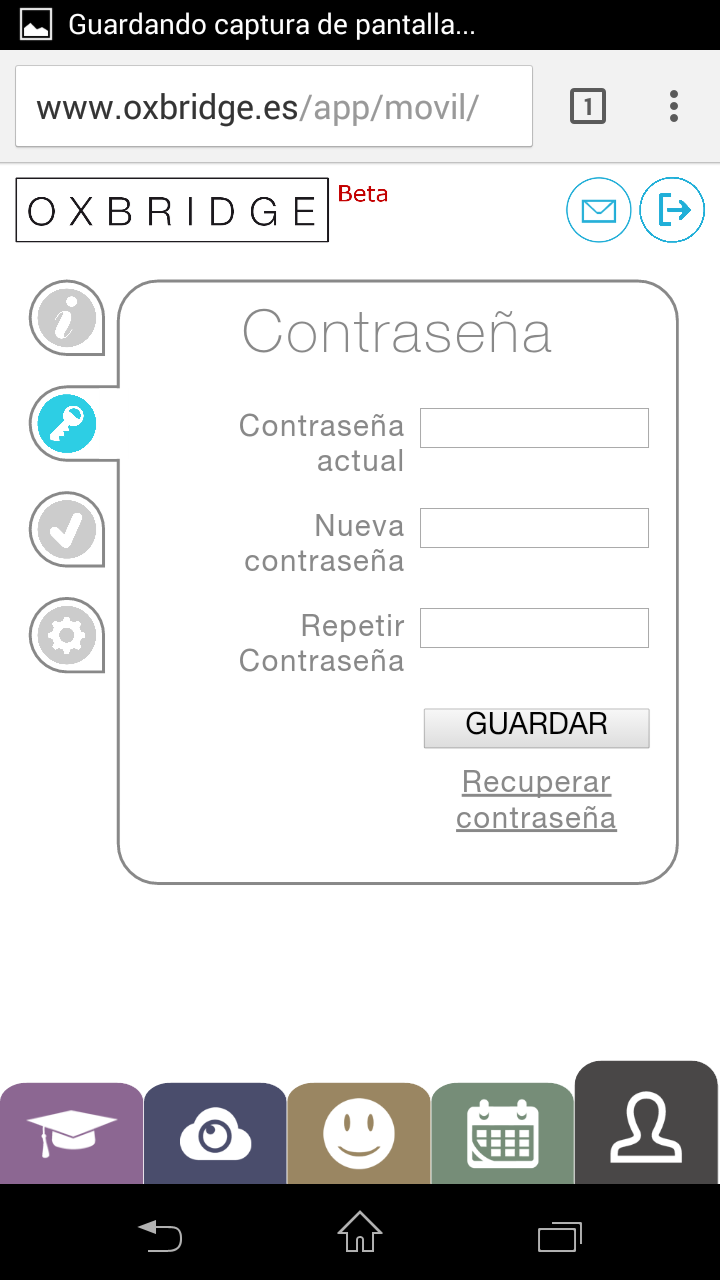 Guardando captura de pantalla...
www.oxbridge.es/app/movil/
1
OXBRIDGE Beta
Contraseña
Contraseña
actual
Nueva
contraseña
Repetir
Contraseña
GUARDAR
Recuperar
contraseña